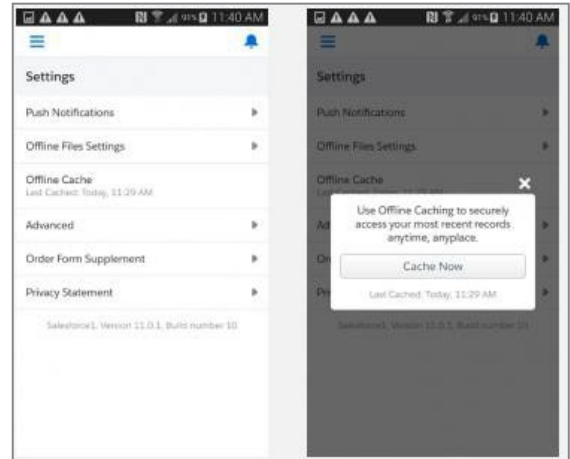 91% 11:40 AM
Settings
Push Notifications
Offline Files Settings
Offline Cache
Last Cached: Today, 11:29 AM
Advanced
Order Form Supplement
Privacy Statement
Salesforce1, Version 11.0.1, Build number 10
91% 11:40 AM
Settings
Push Notifications
Offline Files Settings
Offline Cache
Use Offline Caching to securely
access your most recent records
anytime, anyplace.
Cache Now
Last Cached: Today, 11:29 AM
Salesforce1, Version 11.0.1, Build number 10